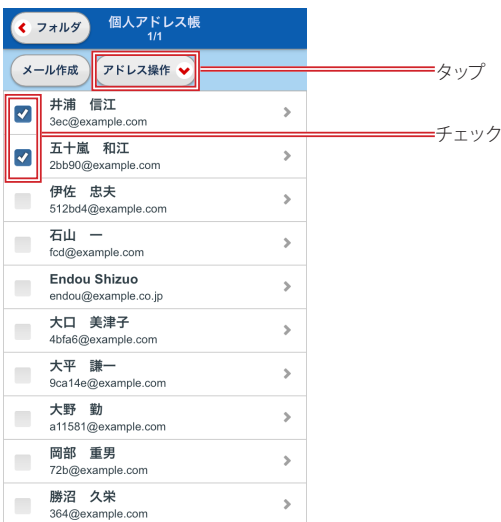 フォルダ
個人アドレス帳
1/1
メール作成
アドレス操作
タップ
井浦　信江
3ec@example.com
チェック
五十嵐　和江
2bb90@example.com
伊佐　忠夫
512bd4@example.com
石山　一
fcd@example.com
Endou Shizuo
endou@example.co.jp
大口　美津子
4bfa6@example.com
大平　謙一
9ca14e@example.com
大野　勤
a11581@example.com
岡部　重男
72b@example.com
勝沼　久栄
364@example.com